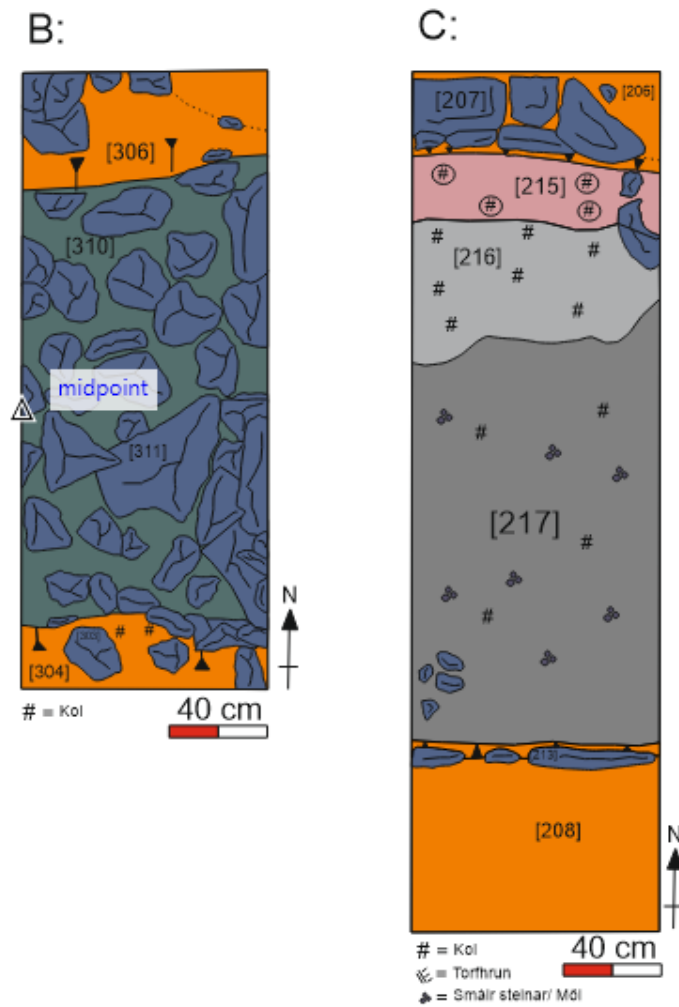 B:
[306]
[310]
midpoint
[311]
[303]
[304]
N
# = Kol
40 cm
C:
[207]
[206]
[215]
[216]
[217]
[213]
[208]
N
# = Kol
40 cm
= Torfhrun
= Smáir steinar/ Möl